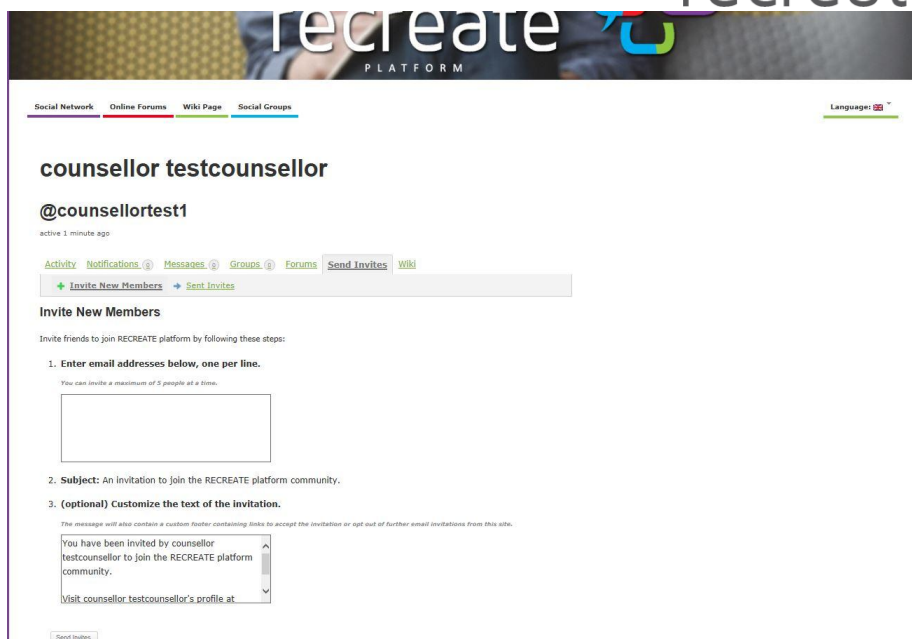 recreate
recreate
PLATFORM
Social Network Online Forums Wiki Page Social Groups Language:
counsellor testcounsellor
@counsellortest1
active 1 minute ago
Activity Notifications 0 Messages 0 Groups 0 Forums Send Invites Wiki
+ Invite New Members → Sent Invites
Invite New Members
Invite friends to join RECREATE platform by following these steps:
1. Enter email addresses below, one per line.
You can invite a maximum of 5 people at a time.
2. Subject: An invitation to join the RECREATE platform community.
3. (optional) Customize the text of the invitation.
The message will also contain a custom footer containing links to accept the invitation or opt out of further email invitations from this site.
You have been invited by counsellor
testcounsellor to join the RECREATE platform
community.
Visit counsellor testcounsellor's profile at
Send Invites